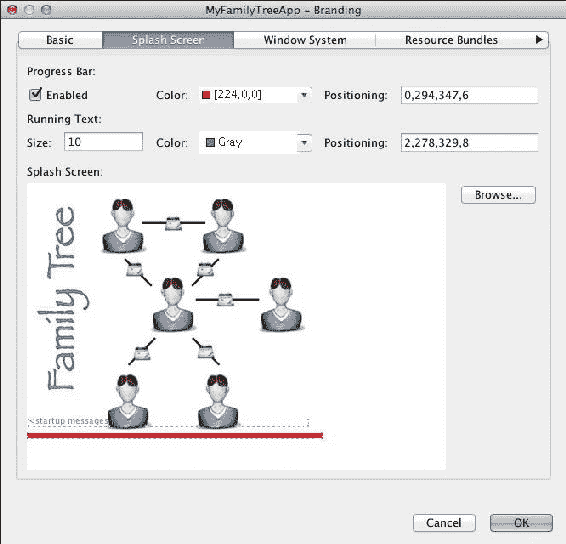 MyFamilyTreeApp - Branding
Basic Splash Screen Window System Resource Bundles
Progress Bar:
Enabled Color: [224,0,0] Positioning: 0,294,347,6
Running Text:
Size: 10 Color: Gray Positioning: 2,278,329,8
Splash Screen:
Browse...
Family Tree
<startup messages
Cancel OK